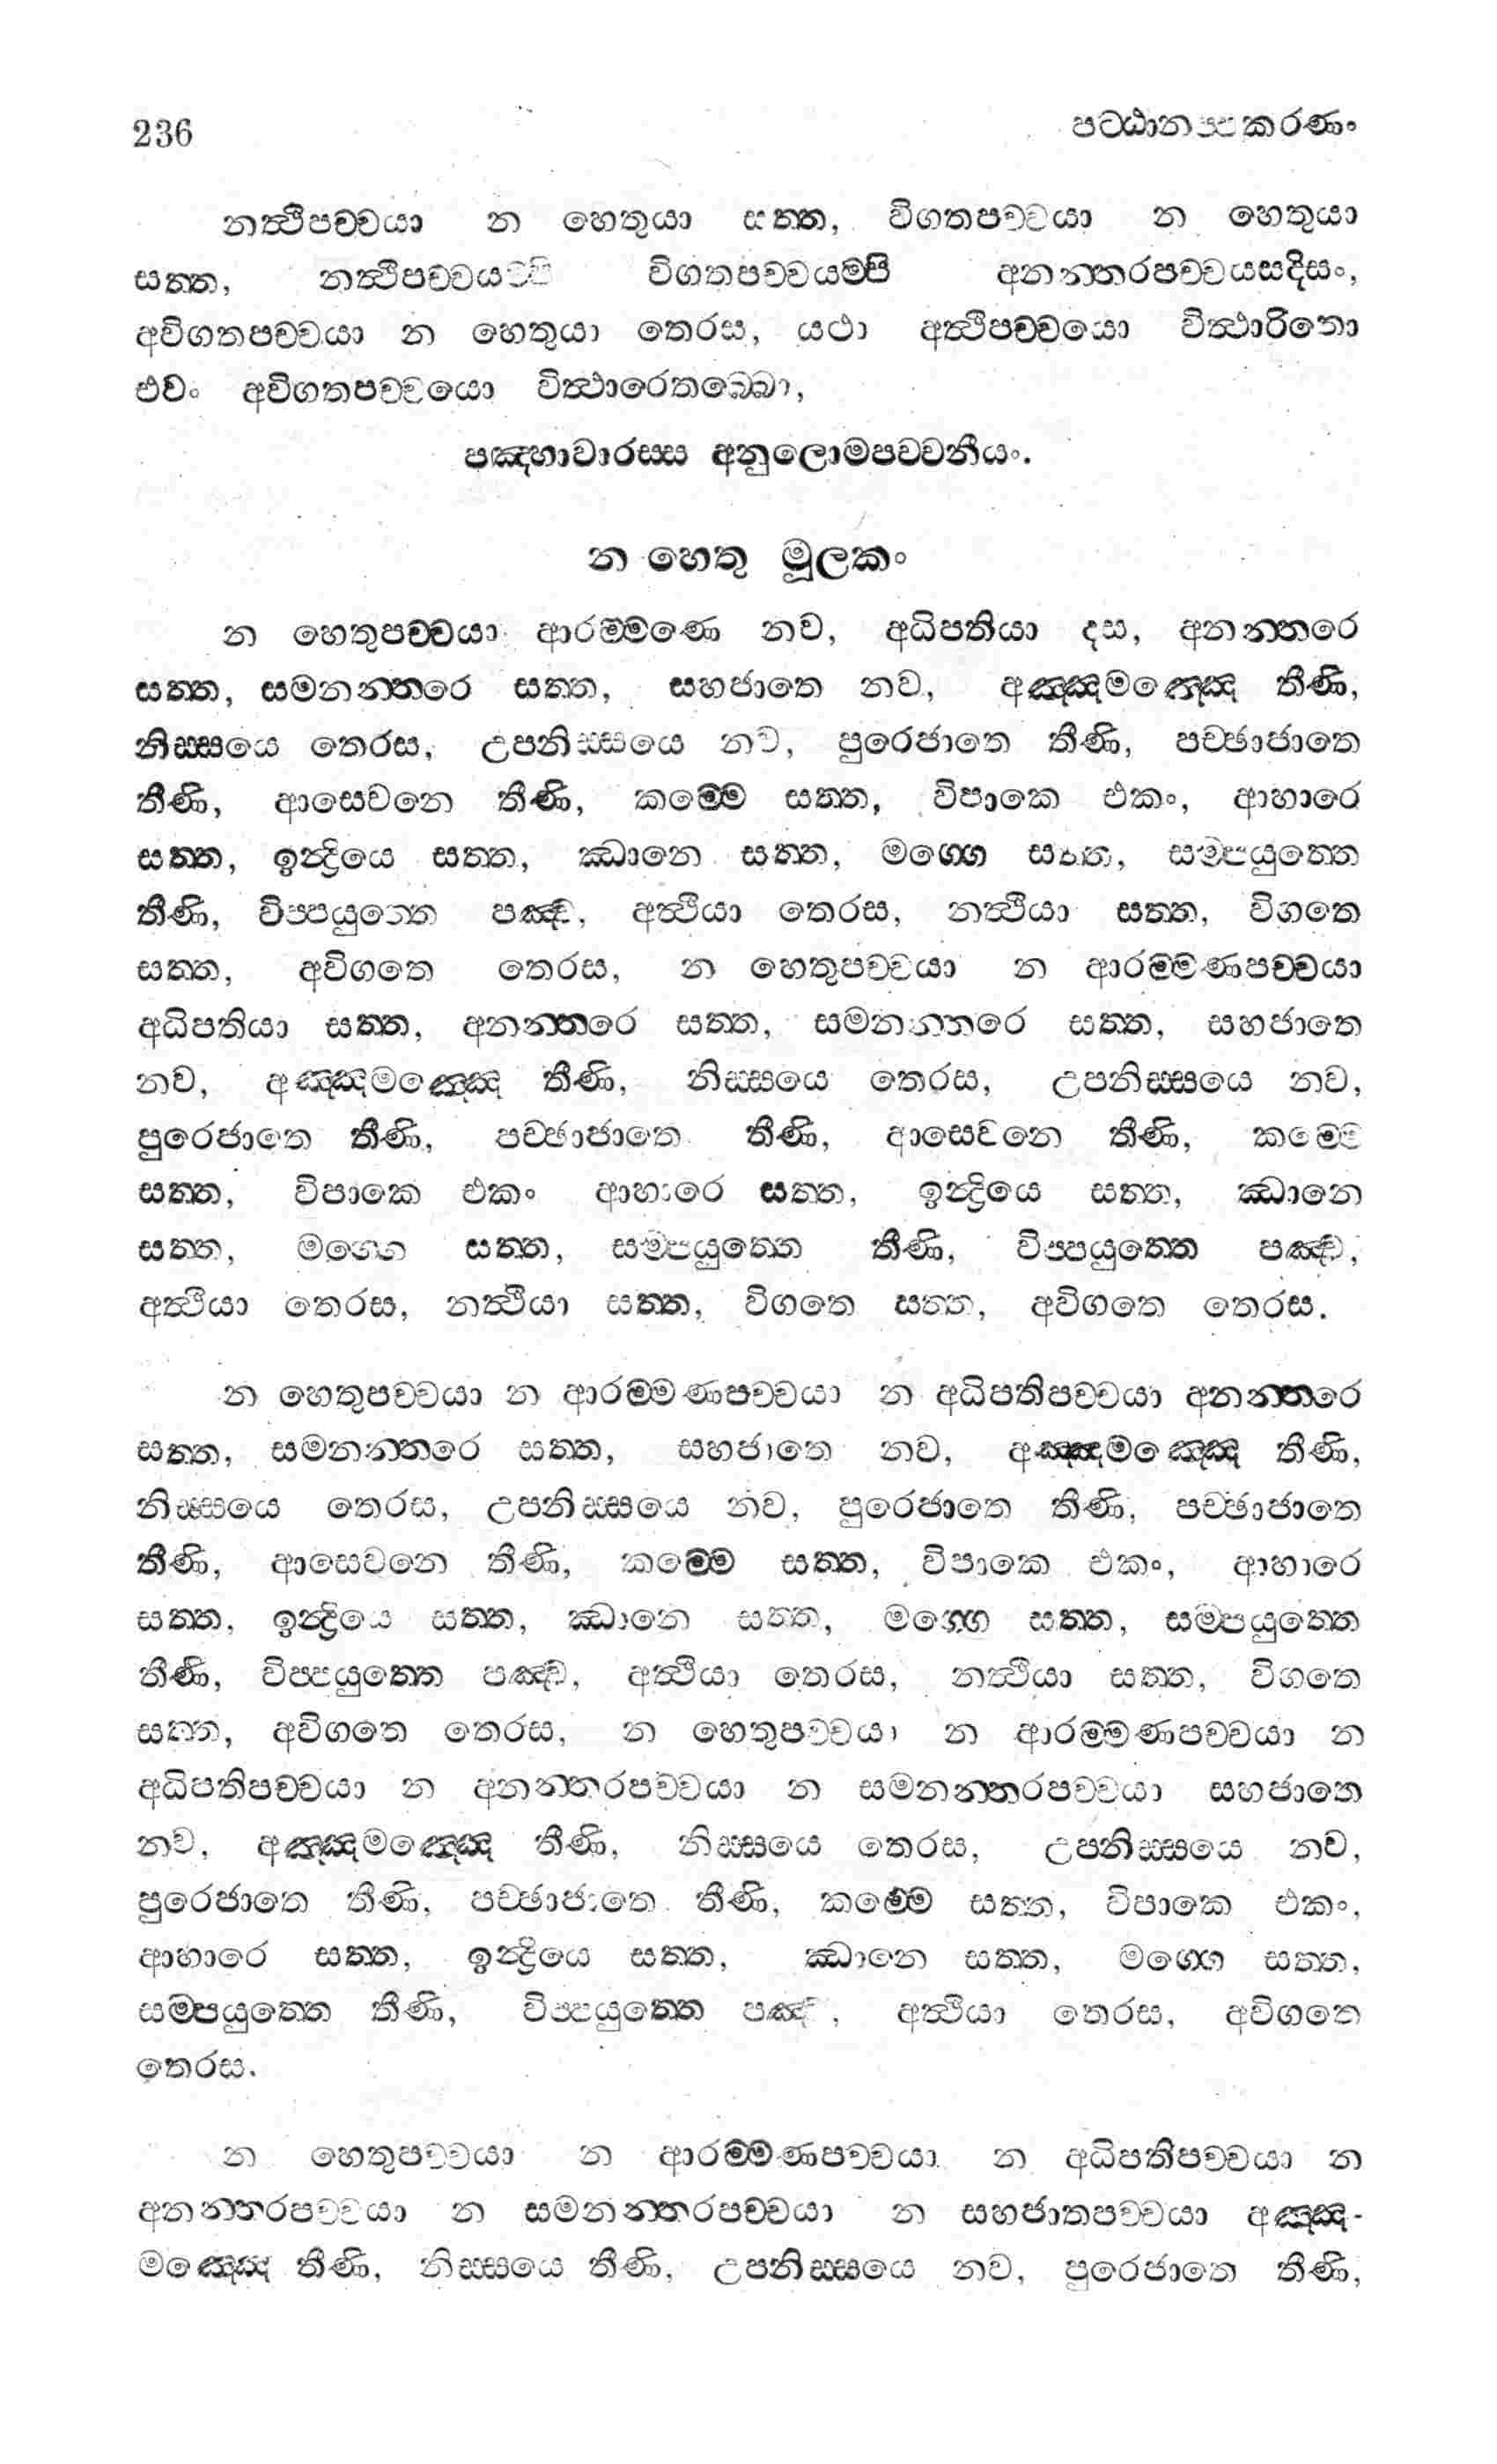 236 පට්ඨානප්පකරණං
නත්ථිපච්චයා න හෙතුයා සත්ත, විගතපච්චයා න හෙතුයා
සත්ත, නත්ථිපච්චයම්පි විගතපච්චයම්පි අනන්තරපච්චයසදිසං,
අවිගතපච්චයා න හෙතුයා තෙරස, යථා අත්ථිපච්චයො විත්ථාරිතො
එවං අවිගතපච්චයො විත්ථාරෙතබ්බො,
පඤ්හාවාරස්ස අනුලොමපච්චනීයං.
න හෙතු මූලකං
න හෙතුපච්චයා ආරම්මණෙ නව, අධිපතියා දස, අනන්තරෙ
සත්ත, සමනන්තරෙ සත්ත, සහජාතෙ නව, අඤ්ඤමඤ්ඤෙ තීණි,
නිස්සයෙ තෙරස, උපනිස්සයෙ නව, පුරෙජාතෙ තීණි, පච්ඡාජාතෙ
තීණි, ආසෙවනෙ තීණි, කම්මෙ සත්ත, විපාකෙ එකං, ආහාරෙ
සත්ත, ඉන්ද්‍රියෙ සත්ත, ඣානෙ සත්ත, මග්ගෙ සත්ත, සම්පයුත්තෙ
තීණි, විප්පයුත්තෙ පඤ්ච, අත්ථියා තෙරස, නත්ථියා සත්ත, විගතෙ
සත්ත, අවිගතෙ තෙරස, න හෙතුපච්චයා න ආරම්මණපච්චයා
අධිපතියා සත්ත, අනන්තරෙ සත්ත, සමනන්තරෙ සත්ත, සහජාතෙ
නව, අඤ්ඤමඤ්ඤෙ තීණි, නිස්සයෙ තෙරස, උපනිස්සයෙ නව,
පුරෙජාතෙ තීණි, පච්ඡාජාතෙ තීණි, ආසෙවනෙ තීණි, කම්මෙ
සත්ත, විපාකෙ එකං ආහාරෙ සත්ත, ඉන්ද්‍රියෙ සත්ත, ඣානෙ
සත්ත, මග්ගෙ සත්ත, සම්පයුත්තෙ තීණි, විප්පයුත්තෙ පඤ්ච,
අත්ථියා තෙරස, නත්ථියා සත්ත, විගතෙ සත්ත, අවිගතෙ තෙරස.
න හෙතුපච්චයා න ආරම්මණපච්චයා න අධිපතිපච්චයා අනන්තරෙ
සත්ත, සමනන්තරෙ සත්ත, සහජාතෙ නව, අඤ්ඤමඤ්ඤෙ තීණි,
නිස්සයෙ තෙරස, උපනිස්සයෙ නව, පුරෙජාතෙ තීණි, පච්ඡාජාතෙ
තීණි, ආසෙවනෙ තීණි, කම්මෙ සත්ත, විපාකෙ එකං, ආහාරෙ
සත්ත, ඉන්ද්‍රියෙ සත්ත, ඣානෙ සත්ත, මග්ගෙ සත්ත, සම්පයුත්තෙ
තීණි, විප්පයුත්තෙ පඤ්ච, අත්ථියා තෙරස, නත්ථියා සත්ත, විගතෙ
සත්ත, අවිගතෙ තෙරස, න හෙතුපච්චයා න ආරම්මණපච්චයා න
අධිපතිපච්චයා න අනන්තරපච්චයා න සමනන්තරපච්චයා සහජාතෙ
නව, අඤ්ඤමඤ්ඤෙ තීණි, නිස්සයෙ තෙරස, උපනිස්සයෙ නව,
පුරෙජාතෙ තීණි, පච්ඡාජාතෙ තීණි, කම්මෙ සත්ත, විපාකෙ එකං,
ආහාරෙ සත්ත, ඉන්ද්‍රියෙ සත්ත, ඣානෙ සත්ත, මග්ගෙ සත්ත,
සම්පයුත්තෙ තීණි, විප්පයුත්තෙ පඤ්ච, අත්ථියා තෙරස, අවිගතෙ
තෙරස.
න හෙතුපච්චයා න ආරම්මණපච්චයා න අධිපතිපච්චයා න
අනන්තරපච්චයා න සමනන්තරපච්චයා න සහජාතපච්චයා අඤ්ඤ-
මඤ්ඤෙ තීණි, නිස්සයෙ තීණි, උපනිස්සයෙ නව, පුරෙජාතෙ තීණි,